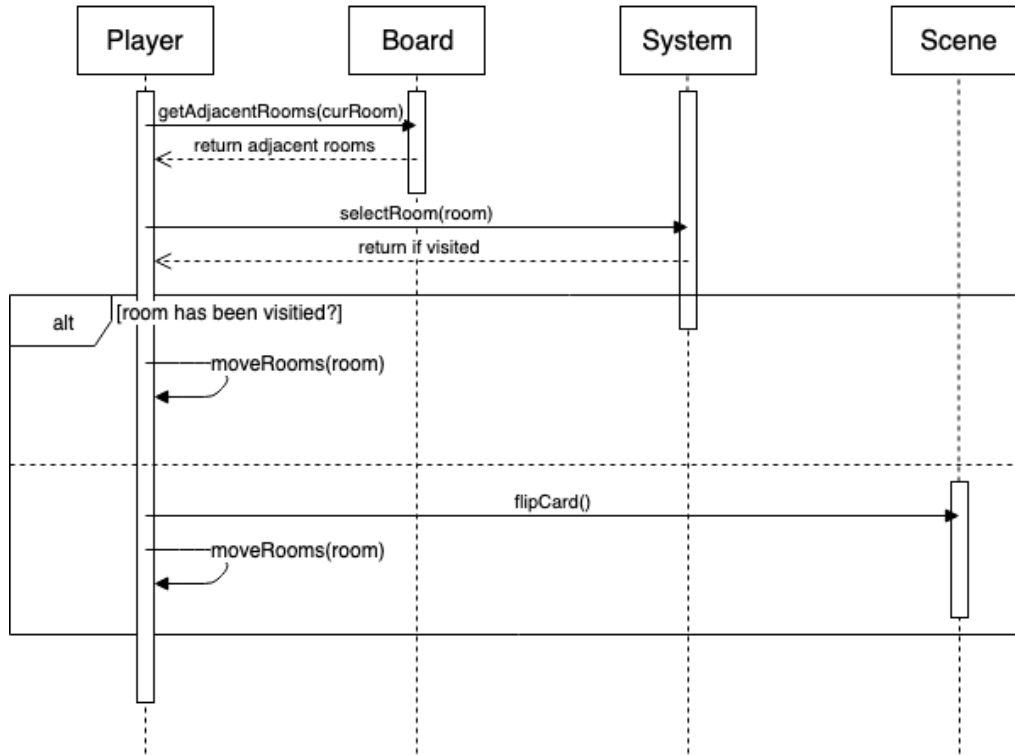 Player
Board
System
Scene
getAdjacentRooms(curRoom)
return adjacent rooms
selectRoom(room)
return if visited
alt
[room has been visitied?]
moveRooms(room)
flipCard()
moveRooms(room)